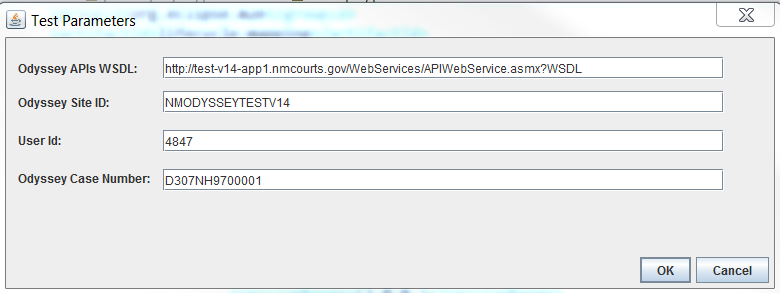 Test Parameters
Odyssey APIs WSDL: http://test-v14-app1.nmcourts.gov/WebServices/APIWebService.asmx?WSDL
Odyssey Site ID: NMODYSSEYTESTV14
User Id: 4847
Odyssey Case Number: D307NH9700001
OK Cancel